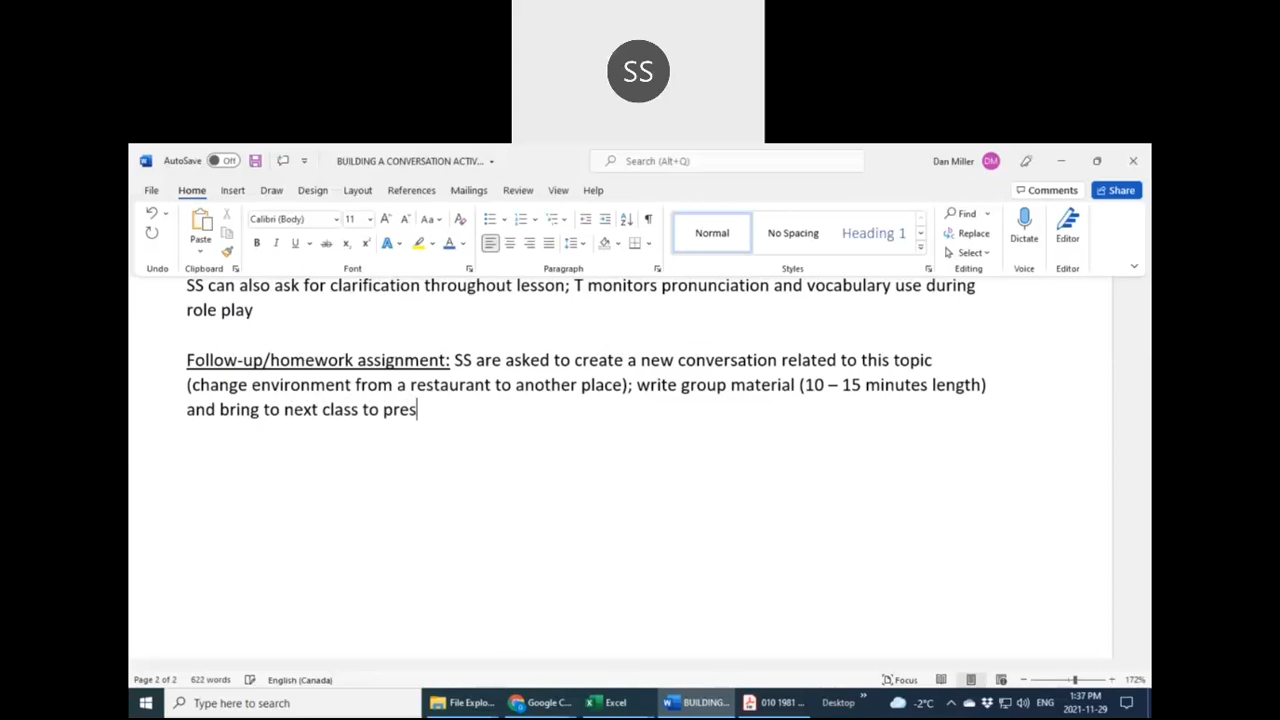 SS
AutoSave Off BUILDING A CONVERSATION ACTIV... Search (Alt+Q) Dan Miller DM
File Home Insert Draw Design Layout References Mailings Review View Help Comments Share
Calibri (Body) 11 A A Aa A Find
Paste Normal No Spacing Heading 1 Replace Dictate Editor
B I U ab x₂ x² A A Select
Undo Clipboard Font Paragraph Styles Editing Voice Editor
SS can also ask for clarification throughout lesson; T monitors pronunciation and vocabulary use during
role play
Follow-up/homework assignment: SS are asked to create a new conversation related to this topic
(change environment from a restaurant to another place); write group material (10 – 15 minutes length)
and bring to next class to pres
Page 2 of 2 622 words English (Canada) Focus 172%
Type here to search File Explo... Google C... Excel BUILDING... 010 1981 ... Desktop -2°C ENG 1:37 PM
2021-11-29